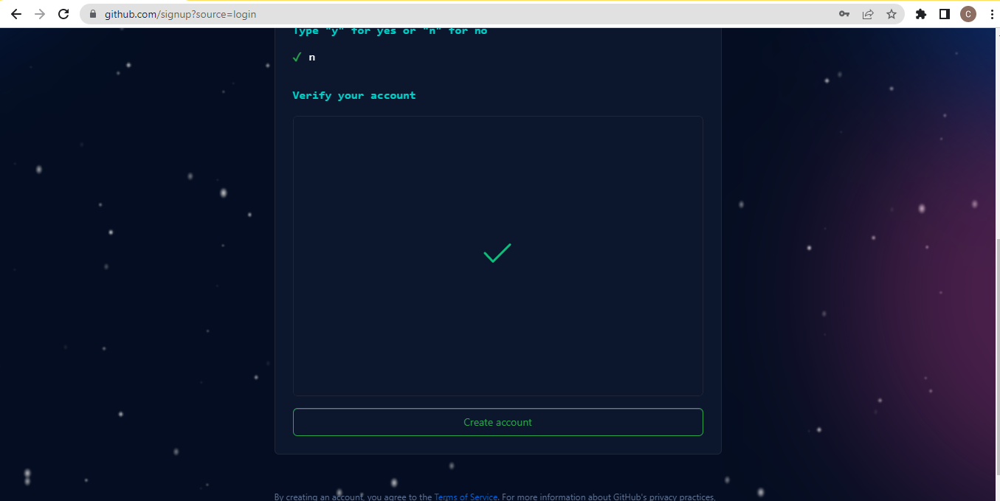 github.com/signup?source=login
C
Type "y" for yes or "n" for no
n
Verify your account
Create account
By creating an account, you agree to the Terms of Service. For more information about GitHub's privacy practices,